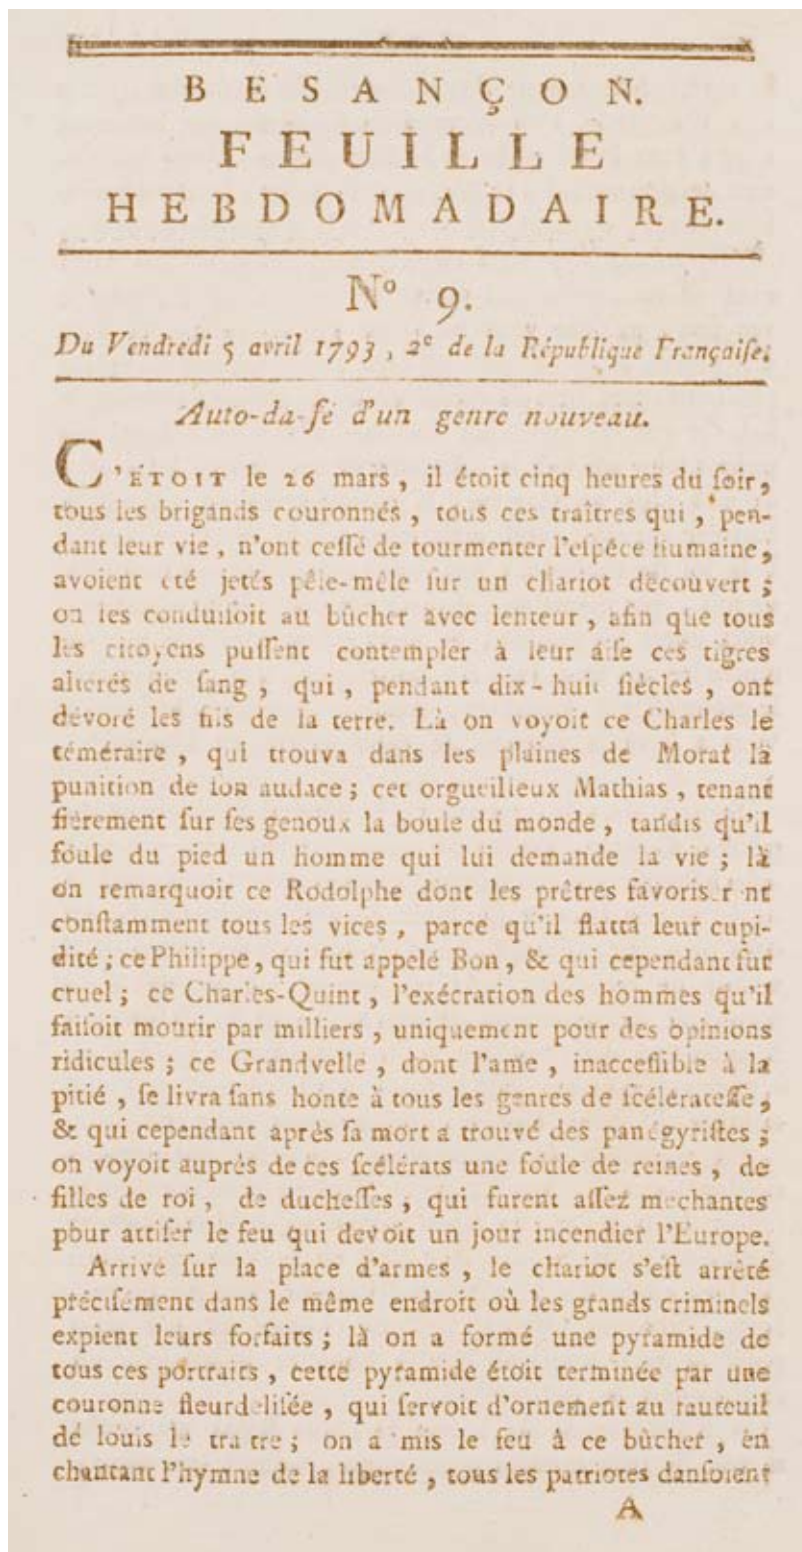 BESANÇON.
FEUILLE
HEBDOMADAIRE.
Nº 9.
Du Vendredi 5 avril 1793, 2e de la République Françaiſe.
Auto-da-fé d'un genre nouveau.
C'ÉTOIT le 26 mars, il étoit cinq heures du ſoir,
tous les brigands couronnés, tous ces traîtres qui, pen-
dant leur vie, n'ont ceſſé de tourmenter l'eſpéce humaine,
avoient été jetés pêle-mêle ſur un chariot découvert;
on les conduiſoit au bûcher avec lenteur, afin que tous
les citoyens puſſent contempler à leur aiſe ces tigres
alterés de ſang, qui, pendant dix-huit ſiècles, ont
dévoré les fils de la terre. Là on voyoit ce Charles le
téméraire, qui trouva dans les plaines de Morat la
punition de ſon audace; cet orgueilleux Mathias, tenant
fièrement ſur ſes genoux la boule du monde, tandis qu'il
foule du pied un homme qui lui demande la vie; là
on remarquoit ce Rodolphe dont les prêtres favoriſ.r nt
conſtamment tous les vices, parce qu'il flatta leur cupi-
dité; ce Philippe, qui fut appelé Bon, & qui cependant fut
cruel; ce Charles-Quint, l'exécration des hommes qu'il
faiſoit mourir par milliers, uniquement pour des opinions
ridicules; ce Grandvelle, dont l'ame, inacceſſible à la
pitié, ſe livra ſans honte à tous les genres de ſcélérateſſe,
& qui cependant après ſa mort a trouvé des panégyriſtes;
on voyoit auprès de ces ſcélérats une foule de reines, de
filles de roi, de ducheſſes, qui furent aſſez mechantes
pour attiſer le feu qui devoit un jour incendier l'Europe.
Arrivé ſur la place d'armes, le chariot s'eſt arrêté
préciſément dans le même endroit où les grands criminels
expient leurs forfaits; là on a formé une pyramide de
tous ces portraits, cette pyramide étoit terminée par une
couronne fleurdeliſée, qui ſervoit d'ornement au fauteuil
de louis le tra tre; on a mis le feu à ce bûcher, en
chantant l'hymne de la liberté, tous les patriotes danſoient
A